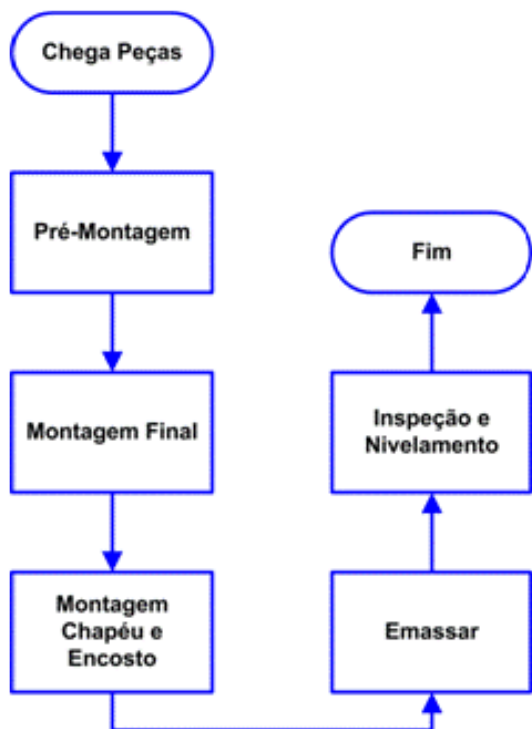 Chega Peças
Pré-Montagem
Montagem Final
Montagem
Chapéu e
Encosto
Emassar
Inspeção e
Nivelamento
Fim